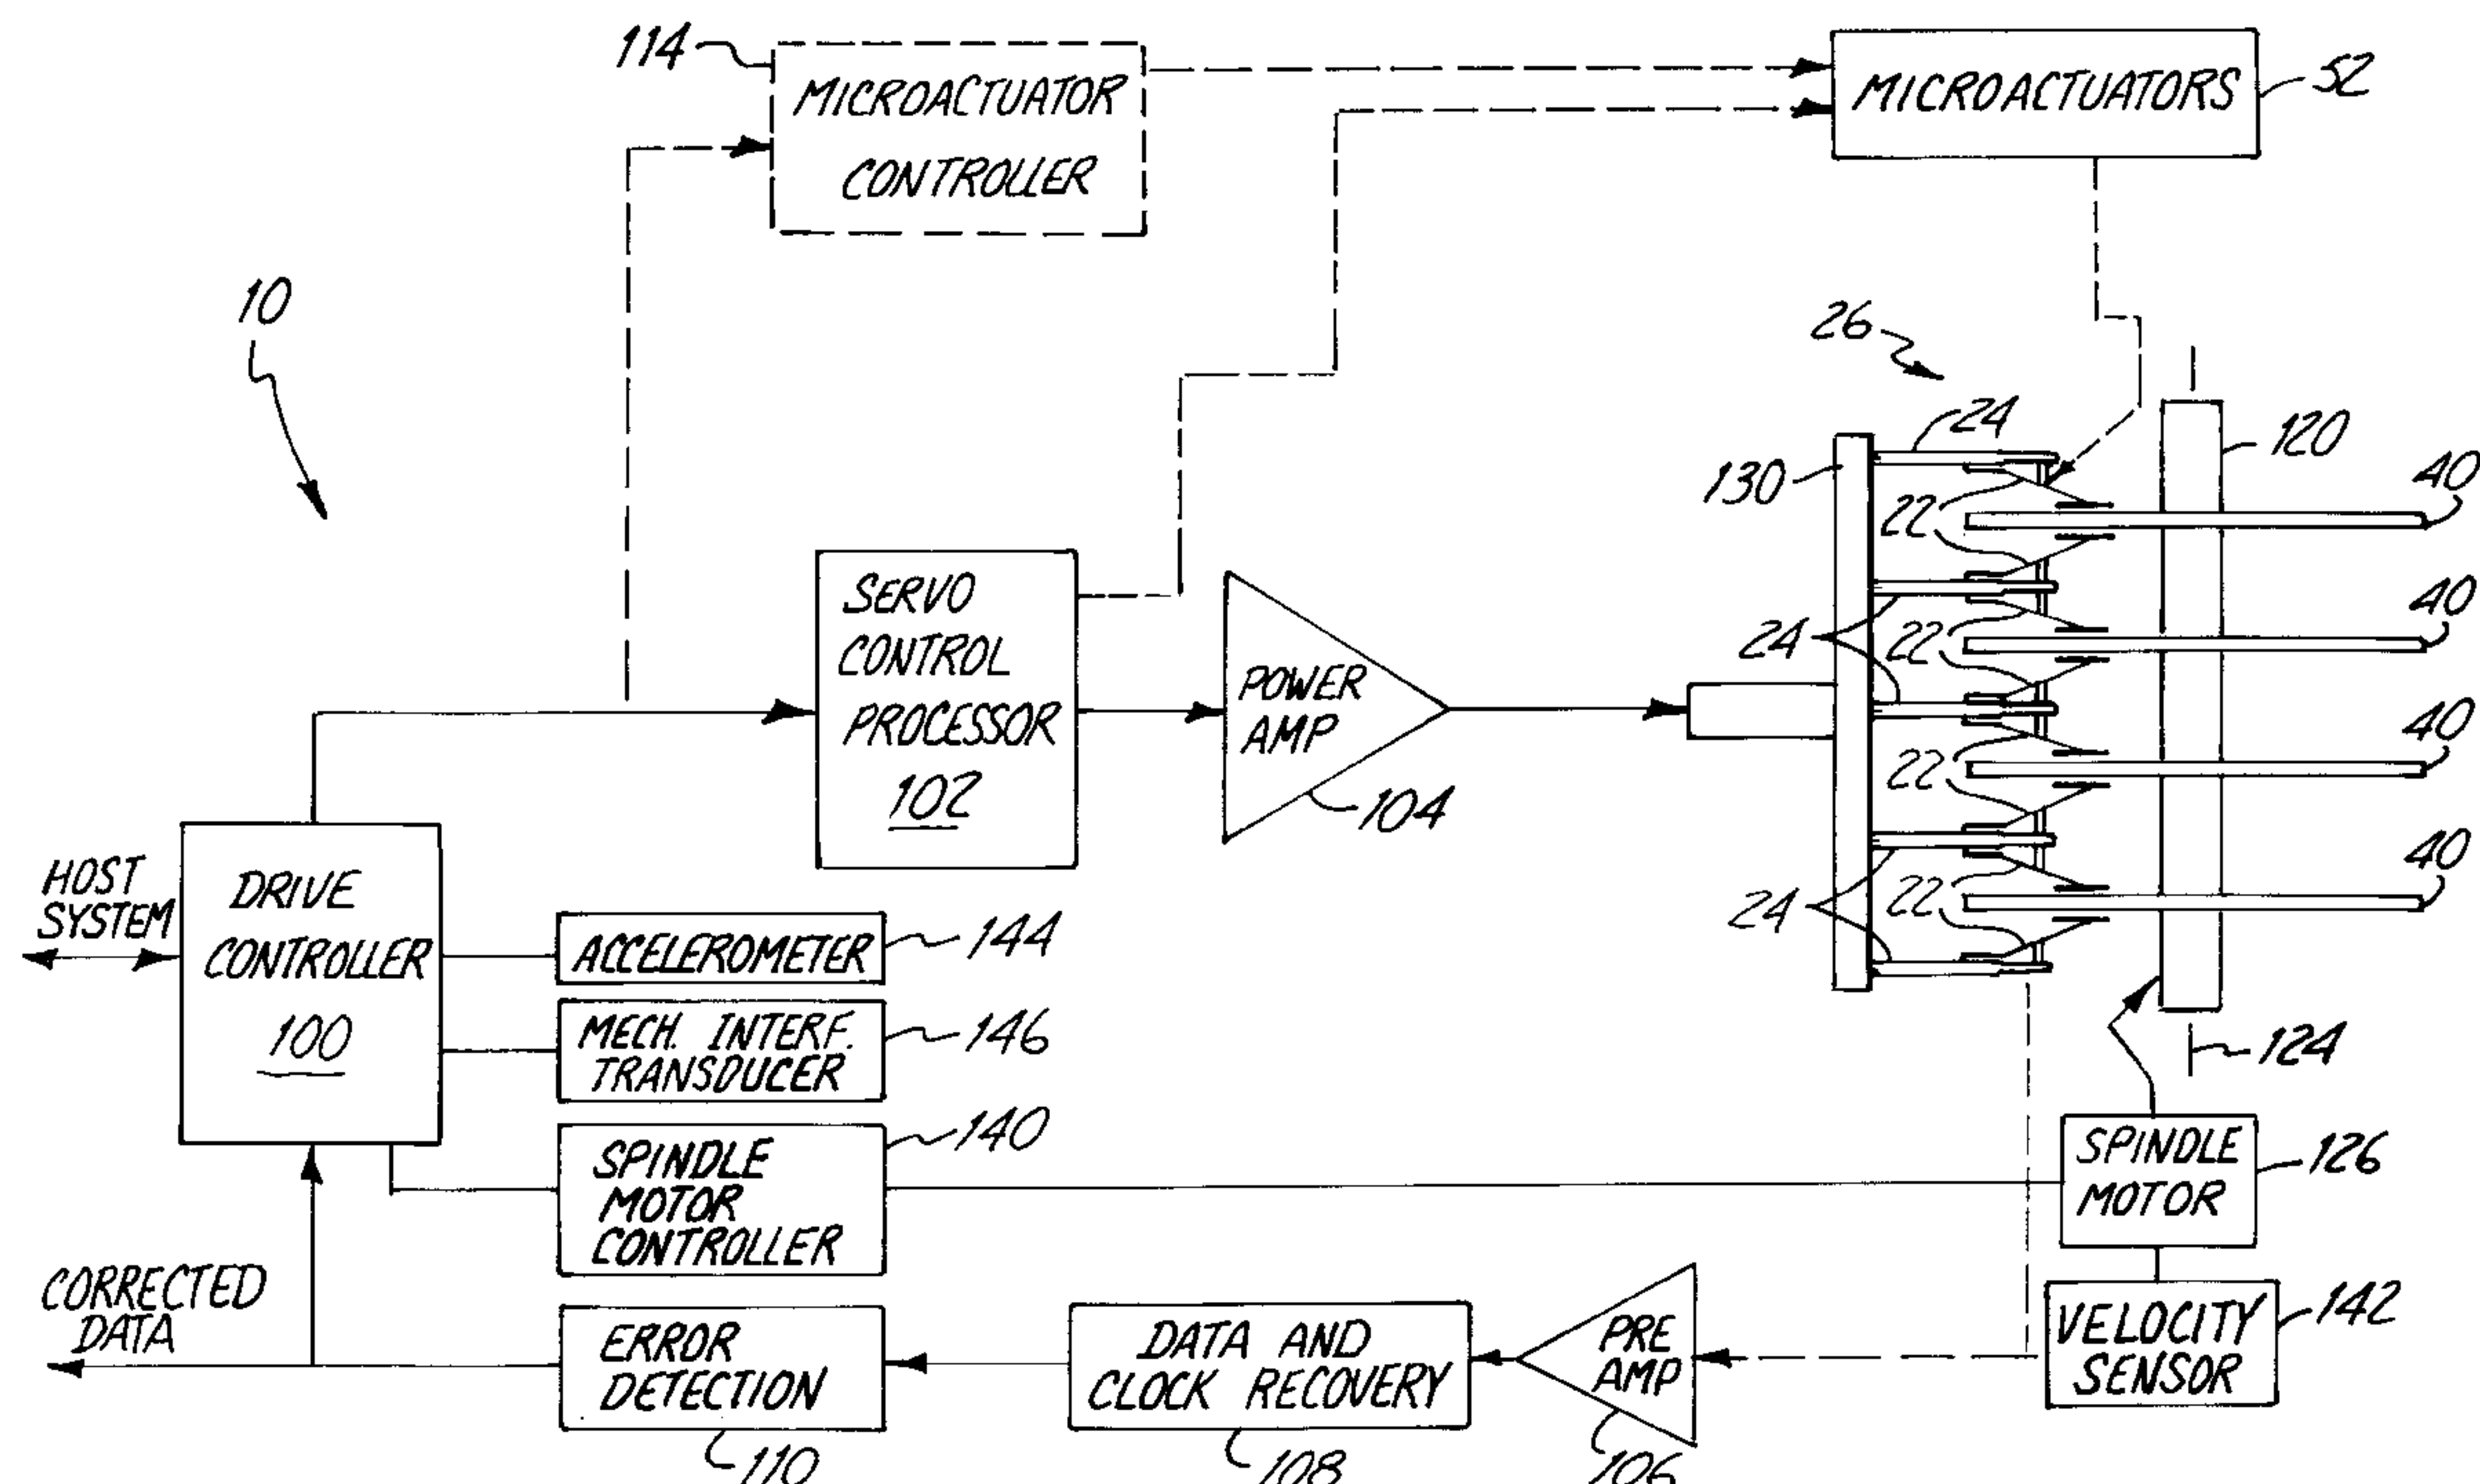 114
MICROACTUATOR
CONTROLLER
MICROACTUATORS
52
10
26
24
120
130
40
22
SERVO
CONTROL
PROCESSOR
102
POWER
AMP
104
40
24
22
40
22
40
24
22
HOST
SYSTEM
DRIVE
CONTROLLER
100
ACCELEROMETER
144
MECH. INTERF.
TRANSDUCER
146
124
SPINDLE
MOTOR
CONTROLLER
140
SPINDLE
MOTOR
126
CORRECTED
DATA
ERROR
DETECTION
110
DATA AND
CLOCK RECOVERY
108
PRE
AMP
106
VELOCITY
SENSOR
142